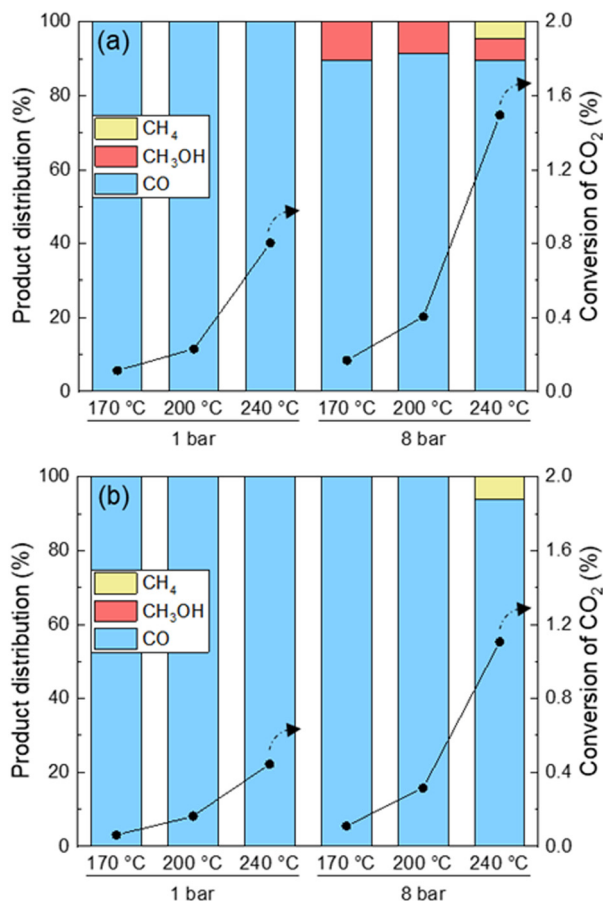 (a)
Product distribution (%)
100
80
60
40
20
0
CH4
CH3OH
CO
2.0
1.6
1.2
0.8
0.4
0.0
Conversion of CO2 (%)
170 °C 200 °C 240 °C 170 °C 200 °C 240 °C
1 bar 8 bar
(b)
Product distribution (%)
100
80
60
40
20
0
CH4
CH3OH
CO
2.0
1.6
1.2
0.8
0.4
0.0
Conversion of CO2 (%)
170 °C 200 °C 240 °C 170 °C 200 °C 240 °C
1 bar 8 bar